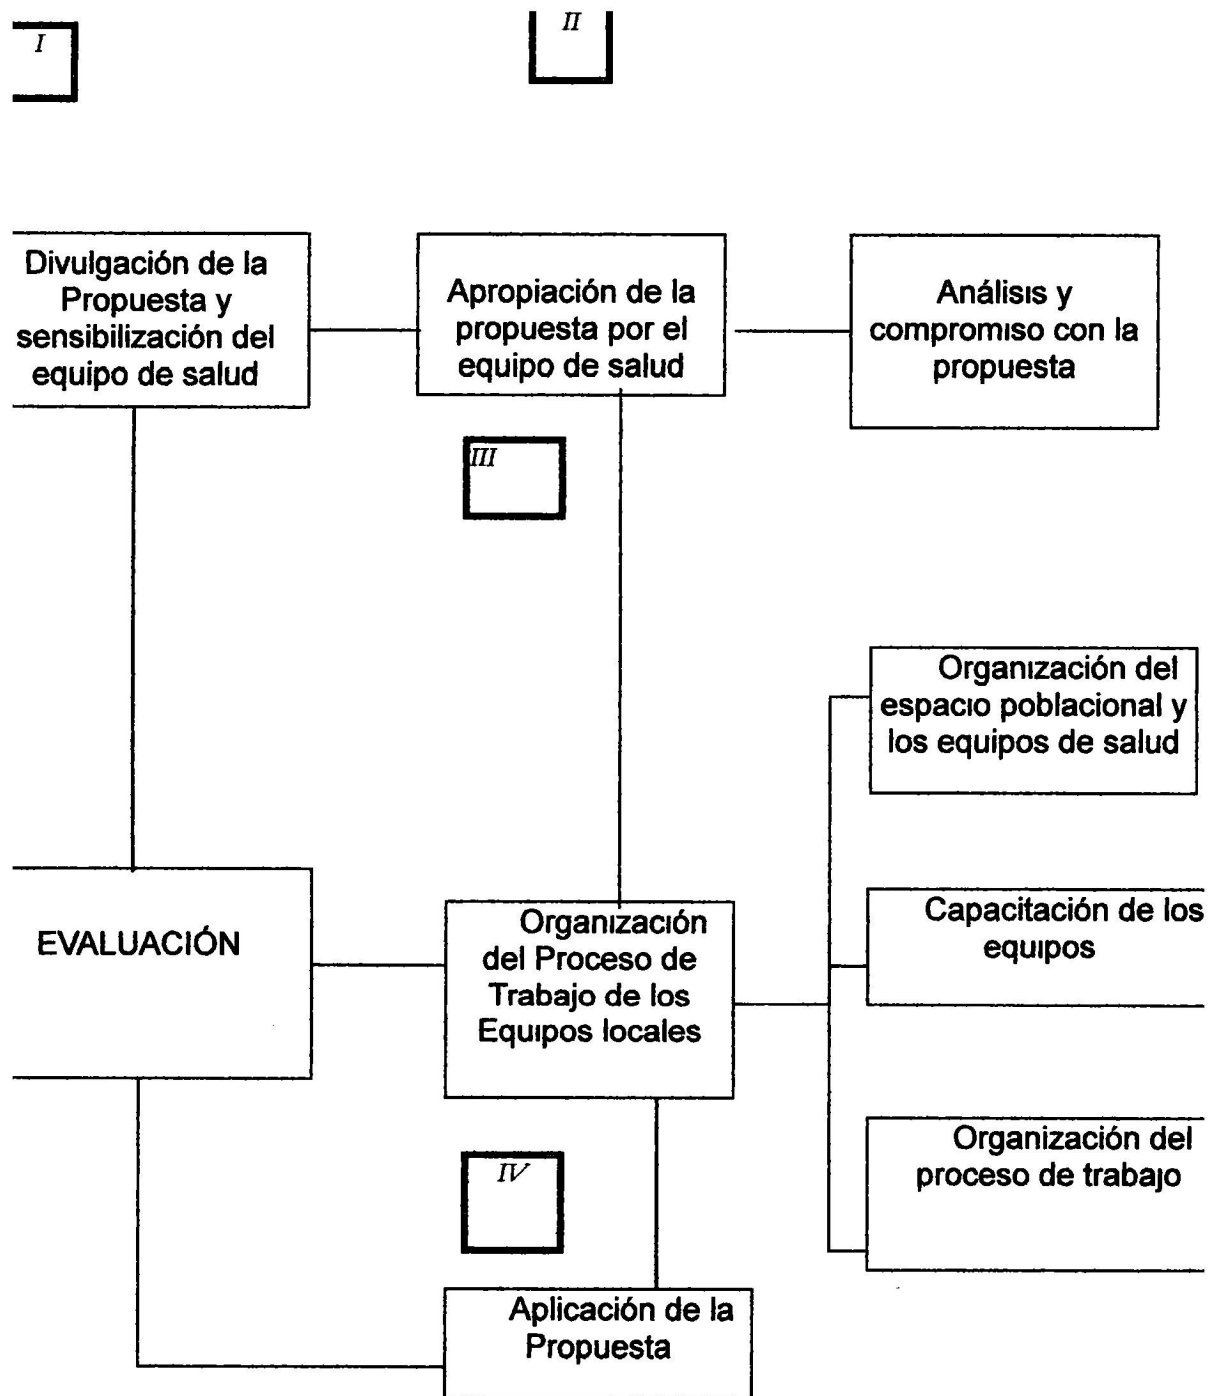 I
II
Divulgación de la
Propuesta y
sensibilización del
equipo de salud
Apropiación de la
propuesta por el
equipo de salud
Análisis y
compromiso con la
propuesta
III
Organización del
espacio poblacional y
los equipos de salud
EVALUACIÓN
Organización
del Proceso de
Trabajo de los
Equipos locales
Capacitación de los
equipos
Organización del
proceso de trabajo
IV
Aplicación de la
Propuesta